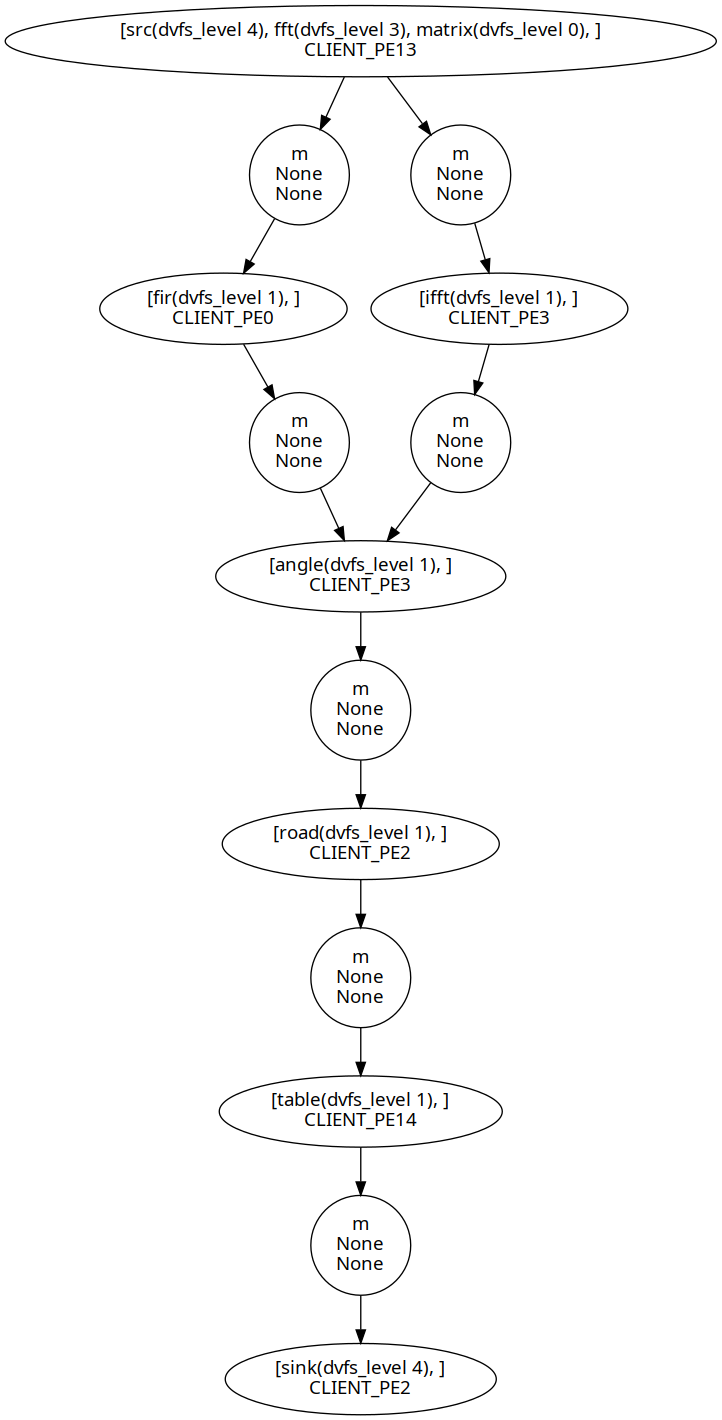 [src(dvfs_level 4), fft(dvfs_level 3), matrix(dvfs_level 0), ]
CLIENT_PE13
m
None
None
m
None
None
[fir(dvfs_level 1), ]
CLIENT_PE0
[ifft(dvfs_level 1), ]
CLIENT_PE3
m
None
None
m
None
None
[angle(dvfs_level 1), ]
CLIENT_PE3
m
None
None
[road(dvfs_level 1), ]
CLIENT_PE2
m
None
None
[table(dvfs_level 1), ]
CLIENT_PE14
m
None
None
[sink(dvfs_level 4), ]
CLIENT_PE2